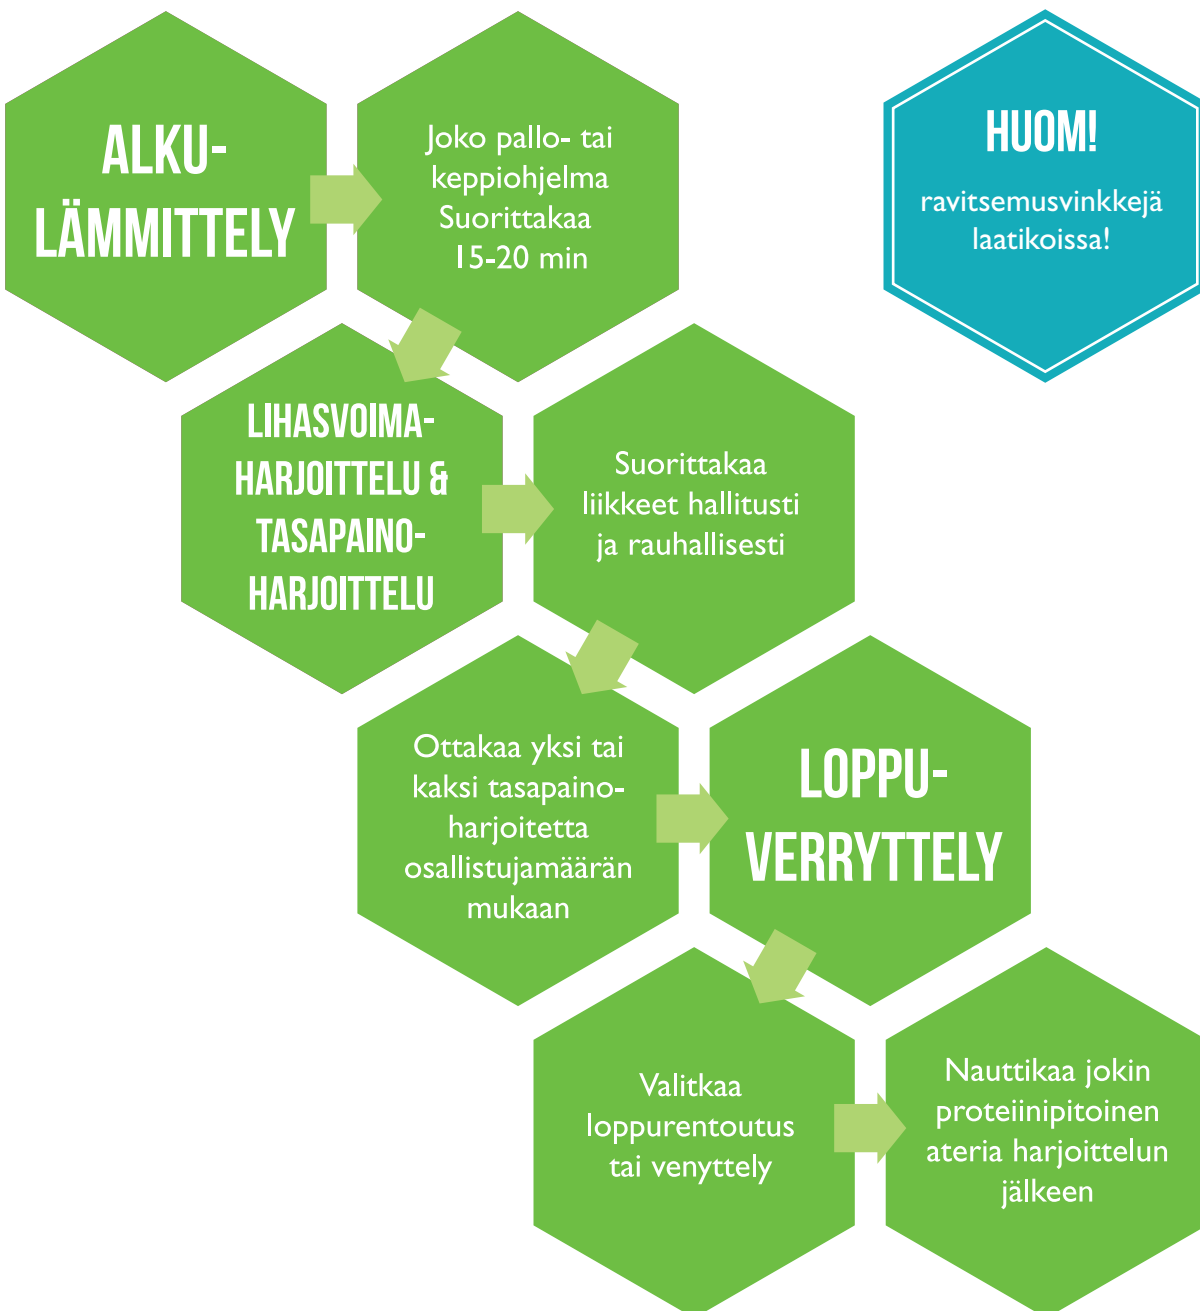 ALKU-
LÄMMITTELY
Joko pallo- tai
keppiohjelma
Suorittakaa
15-20 min
HUOM!
ravitsemusvinkkejä
laatikoissa!
LIHASVOIMA-
HARJOITTELU &
TASAPAINO-
HARJOITTELU
Suorittakaa
liikkeet hallitusti
ja rauhallisesti
Ottakaa yksi tai
kaksi tasapaino-
harjoitetta
osallistujamäärän
mukaan
LOPPU-
VERRYTTELY
Valitkaa
loppurentoutus
tai venyttely
Nauttikaa jokin
proteiinipitoinen
ateria harjoittelun
jälkeen